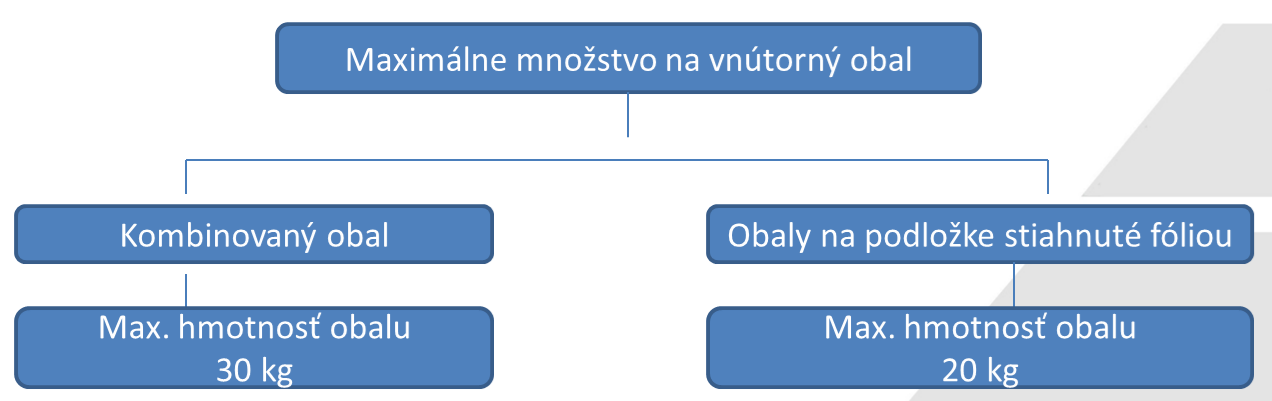 Maximálne množstvo na vnútorný obal
Kombinovaný obal
Obaly na podložke stiahnuté fóliou
Max. hmotnosť obalu
30 kg
Max. hmotnosť obalu
20 kg